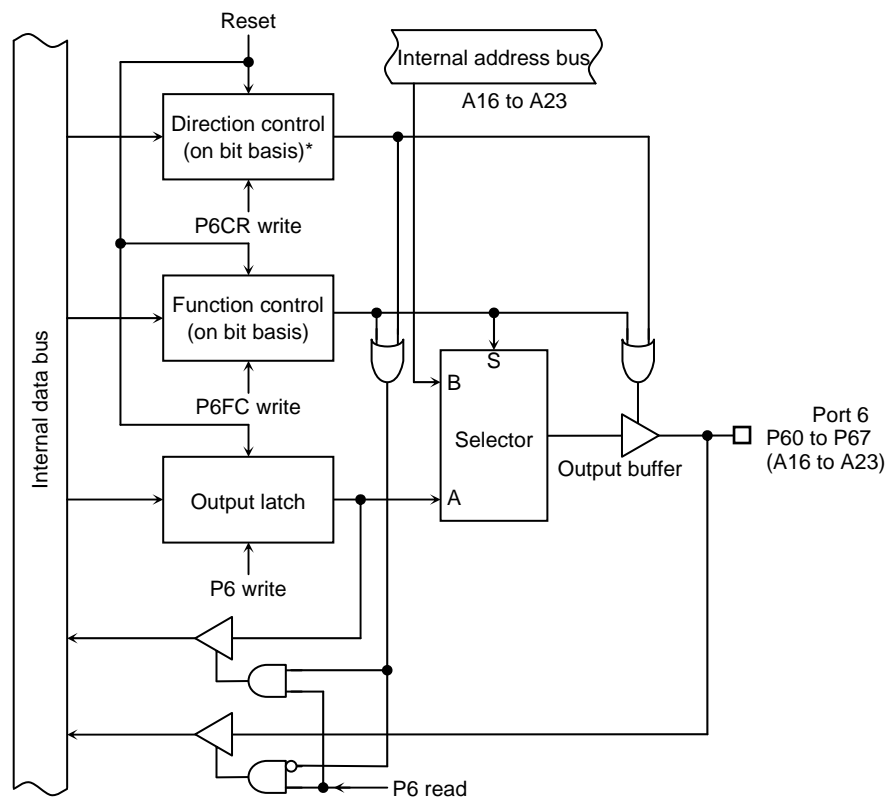 Reset
Internal address bus
A16 to A23
Direction control
(on bit basis)*
P6CR write
Function control
(on bit basis)
P6FC write
Internal data bus
S
B
Selector
A
Output buffer
Port 6
P60 to P67
(A16 to A23)
Output latch
P6 write
P6 read